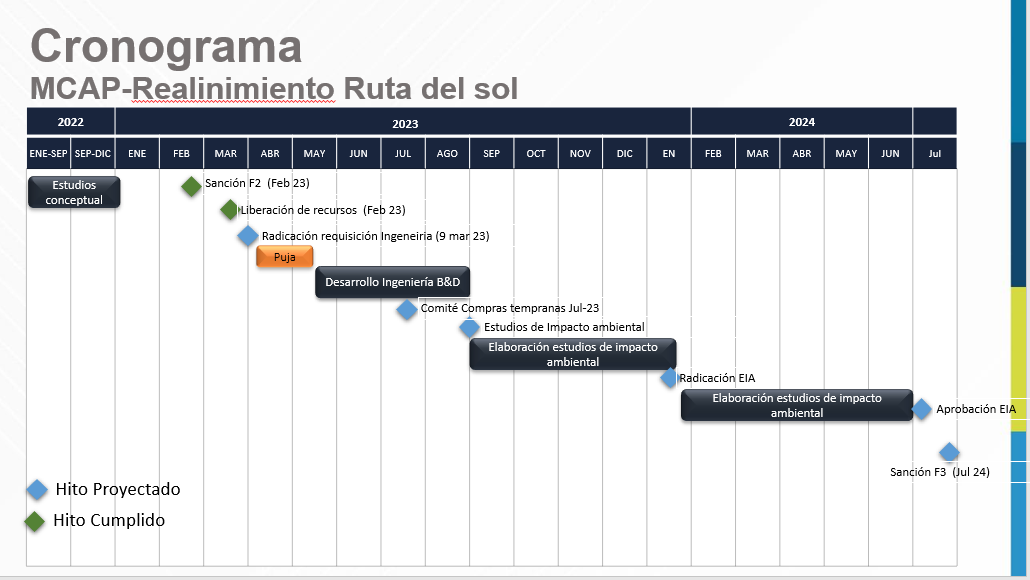 Cronograma
MCAP-Realinimiento Ruta del sol
2022 2023 2024
ENE-SEP SEP-DIC ENE FEB MAR ABR MAY JUN JUL AGO SEP OCT NOV DIC EN FEB MAR ABR MAY JUN Jul
Estudios
conceptual
Sanción F2 (Feb 23)
Liberación de recursos (Feb 23)
Radicación requisición Ingeneiria (9 mar 23)
Puja
Desarrollo Ingeniería B&D
Comité Compras tempranas Jul-23
Estudios de Impacto ambiental
Elaboración estudios de impacto
ambiental
Radicación EIA
Elaboración estudios de impacto
ambiental
Aprobación EIA
Sanción F3 (Jul 24)
Hito Proyectado
Hito Cumplido